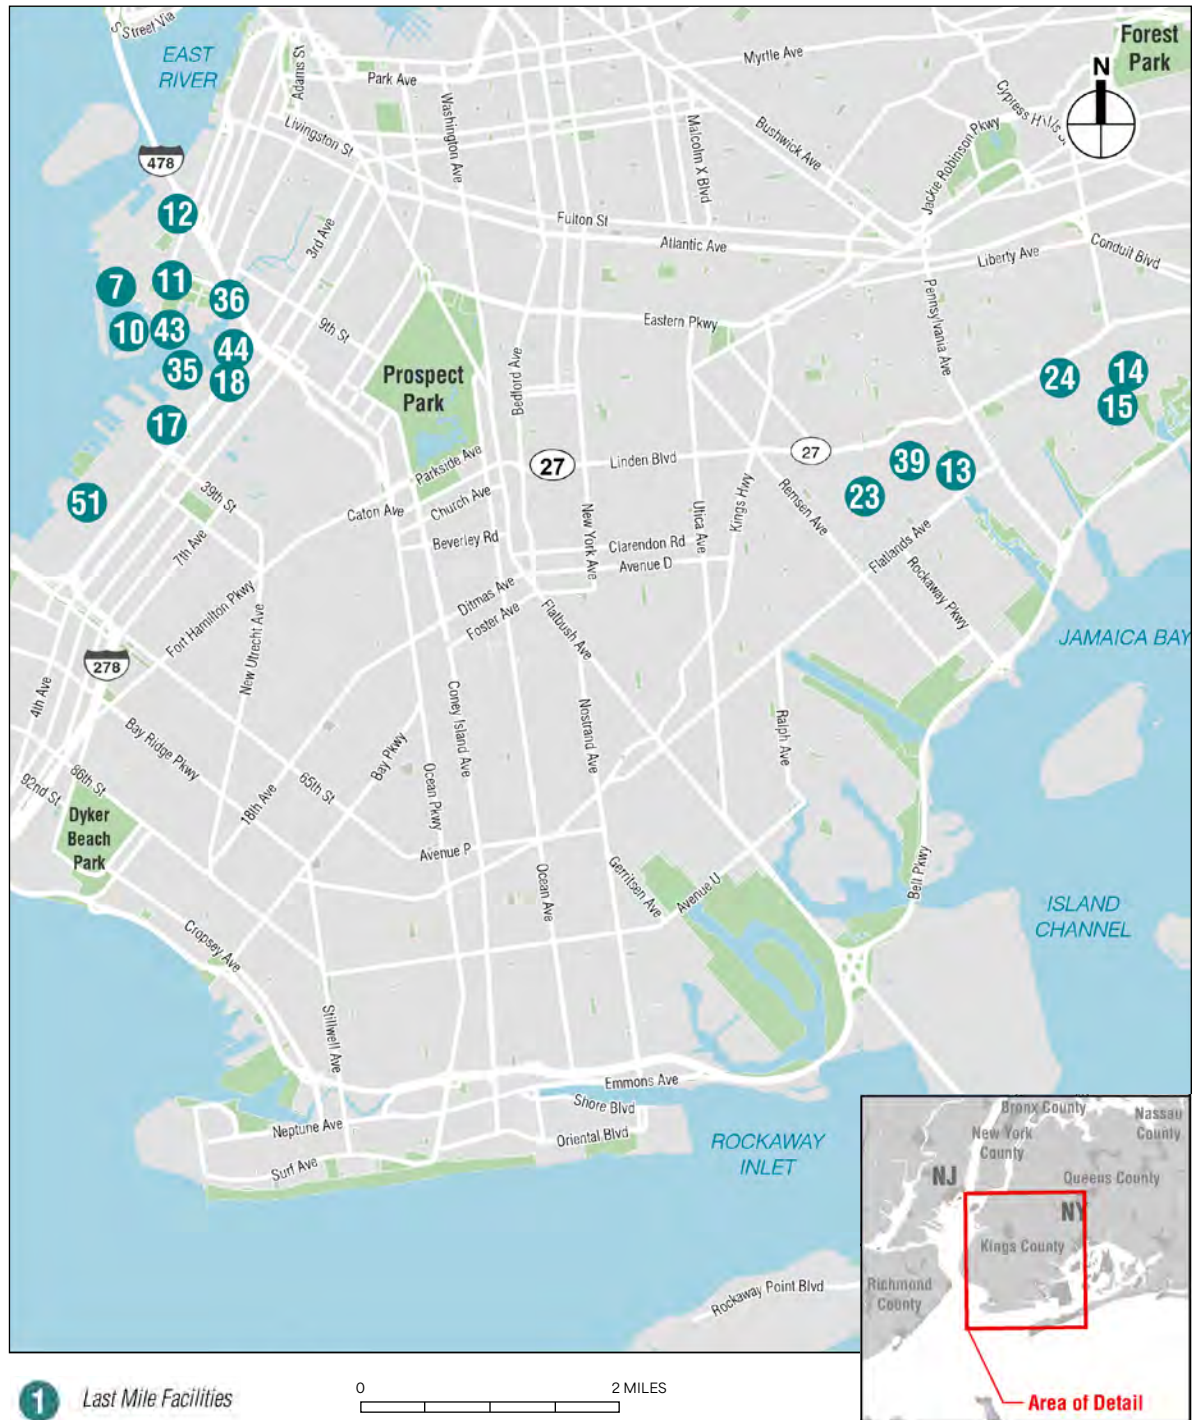 S Street Via
EAST
RIVER
Adams St
Park Ave
Myrtle Ave
Forest
Park
N
Washington Ave
Livingston St
Malcolm X Blvd
Bushwick Ave
Cypress Hills St
Jackie Robinson Pkwy
478
12
3rd Ave
Fulton St
Atlantic Ave
Liberty Ave
Conduit Blvd
7
11
36
Pennsylvania Ave
10
43
9th St
Eastern Pkwy
44
35
18
Prospect
Park
Bedford Ave
24
14
15
17
Parkside Ave
27
Linden Blvd
27
39
13
23
51
39th St
Caton Ave
Church Ave
New York Ave
Utica Ave
Kings Hwy
Remsen Ave
7th Ave
Beverley Rd
Clarendon Rd
Avenue D
Flatlands Ave
Rockaway Pkwy
Fort Hamilton Pkwy
Ditmas Ave
Foster Ave
Flatbush Ave
New Utrecht Ave
JAMAICA BAY
278
4th Ave
Coney Island Ave
Nostrand Ave
Ralph Ave
Bay Ridge Pkwy
Bay Pkwy
86th St
92nd St
65th St
18th Ave
Ocean Pkwy
Dyker
Beach
Park
Avenue P
Ocean Ave
Gerritsen Ave
Avenue U
Bell Pkwy
ISLAND
CHANNEL
Cropsey Ave
Stillwell Ave
Emmons Ave
Shore Blvd
Neptune Ave
Oriental Blvd
Surf Ave
ROCKAWAY
INLET
Rockaway Point Blvd
Bronx County
Nassau
County
New York
County
NJ
Queens County
NY
Kings County
Richmond
County
Area of Detail
1
Last Mile Facilities
0
2 MILES